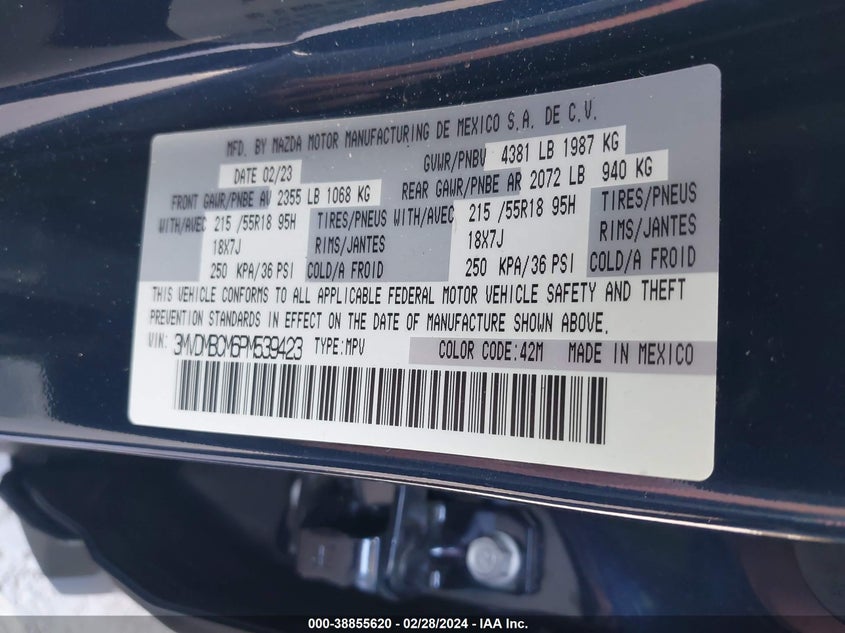 MFD. BY MAZDA MOTOR MANUFACTURING DE MEXICO S.A. DE C.V.
DATE 02/23 GVWR/PNBV 4381 LB 1987 KG
FRONT GAWR/PNBE AV 2355 LB 1068 KG REAR GAWR/PNBE AR 2072 LB 940 KG
WITH/AVEC 215 /55R18 95H TIRES/PNEUS WITH/AVEC 215 /55R18 95H TIRES/PNEUS
18X7J RIMS/JANTES 18X7J RIMS/JANTES
250 KPA/36 PSI COLD/A FROID 250 KPA/36 PSI COLD/A FROID
THIS VEHICLE CONFORMS TO ALL APPLICABLE FEDERAL MOTOR VEHICLE SAFETY AND THEFT
PREVENTION STANDARDS IN EFFECT ON THE DATE OF MANUFACTURE SHOWN ABOVE.
VIN: 3MVDMBCM6PM539423 TYPE:MPV COLOR CODE:42M MADE IN MEXICO
000-38855620 / 02/28/2024 - IAA Inc.